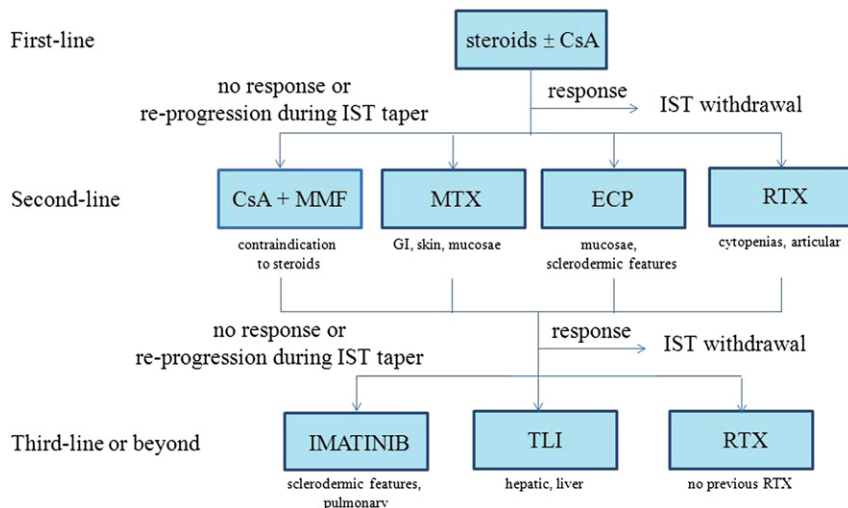 First-line
steroids ± CsA
no response or
re-progression during IST taper
response
IST withdrawal
Second-line
CsA + MMF
MTX
ECP
RTX
contraindication
to steroids
GI, skin, mucosae
mucosae,
sclerodermic features
cytopenias, articular
no response or
re-progression during IST taper
response
IST withdrawal
Third-line or beyond
IMATINIB
TLI
RTX
sclerodermic features,
pulmonary
hepatic, liver
no previous RTX